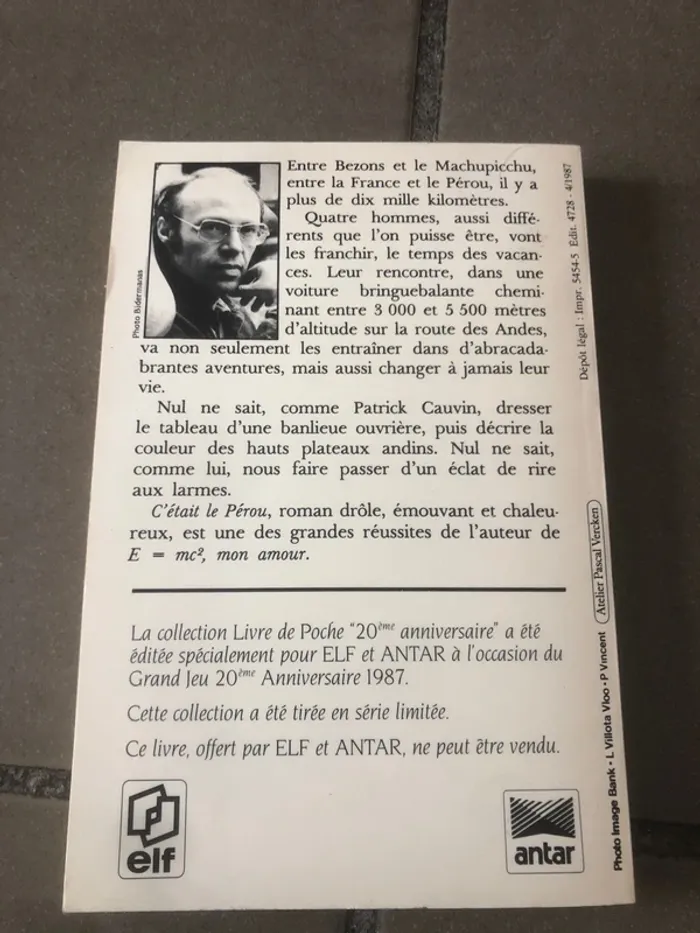 Entre Bezons et le Machupicchu,
entre la France et le Pérou, il y a
plus de dix mille kilomètres.
Quatre hommes, aussi diffé-
rents que l'on puisse être, vont
les franchir, le temps des vacan-
ces. Leur rencontre, dans une
voiture bringuebalante chemi-
nant entre 3 000 et 5 500 mètres
d'altitude sur la route des Andes,
va non seulement les entraîner dans d'abracada-
brantes aventures, mais aussi changer à jamais leur
vie.
Nul ne sait, comme Patrick Cauvin, dresser
le tableau d'une banlieue ouvrière, puis décrire la
couleur des hauts plateaux andins. Nul ne sait,
comme lui, nous faire passer d'un éclat de rire
aux larmes.
C'était le Pérou, roman drôle, émouvant et chaleu-
reux, est une des grandes réussites de l'auteur de
E = mc², mon amour.
Photo Bidermanas
La collection Livre de Poche "20ème anniversaire" a été
éditée spécialement pour ELF et ANTAR à l'occasion du
Grand Jeu 20ème Anniversaire 1987.
Cette collection a été tirée en série limitée.
Ce livre, offert par ELF et ANTAR, ne peut être vendu.
elf
antar
Dépôt légal : Impr. 5454-5 Edit. 4728 - 4/1987
Photo Image Bank • L Villota Vloo • P Vincent Atelier Pascal Vercken